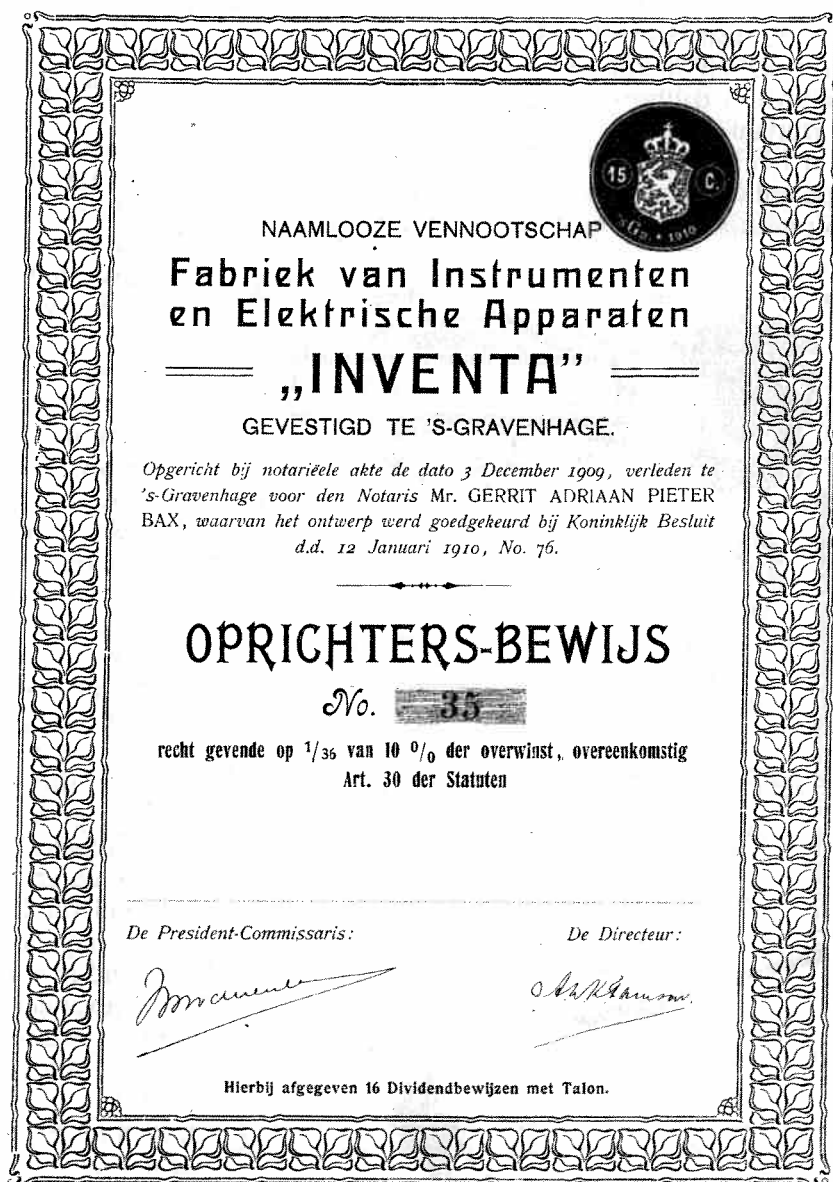 15 C.
1910
NAAMLOOZE VENNOOTSCHAP
Fabriek van Instrumenten
en Elektrische Apparaten
„INVENTA”
GEVESTIGD TE 'S-GRAVENHAGE.
Opgericht bij notariëele akte de dato 3 December 1909, verleden te
's-Gravenhage voor den Notaris Mr. GERRIT ADRIAAN PIETER
BAX, waarvan het ontwerp werd goedgekeurd bij Koninklijk Besluit
d.d. 12 Januari 1910, No. 76.
OPRICHTERS-BEWIJS
No. 35
recht gevende op 1/36 van 10 % der overwinst, overeenkomstig
Art. 30 der Statuten
De President-Commissaris: De Directeur:
Hierbij afgegeven 16 Dividendbewijzen met Talon.